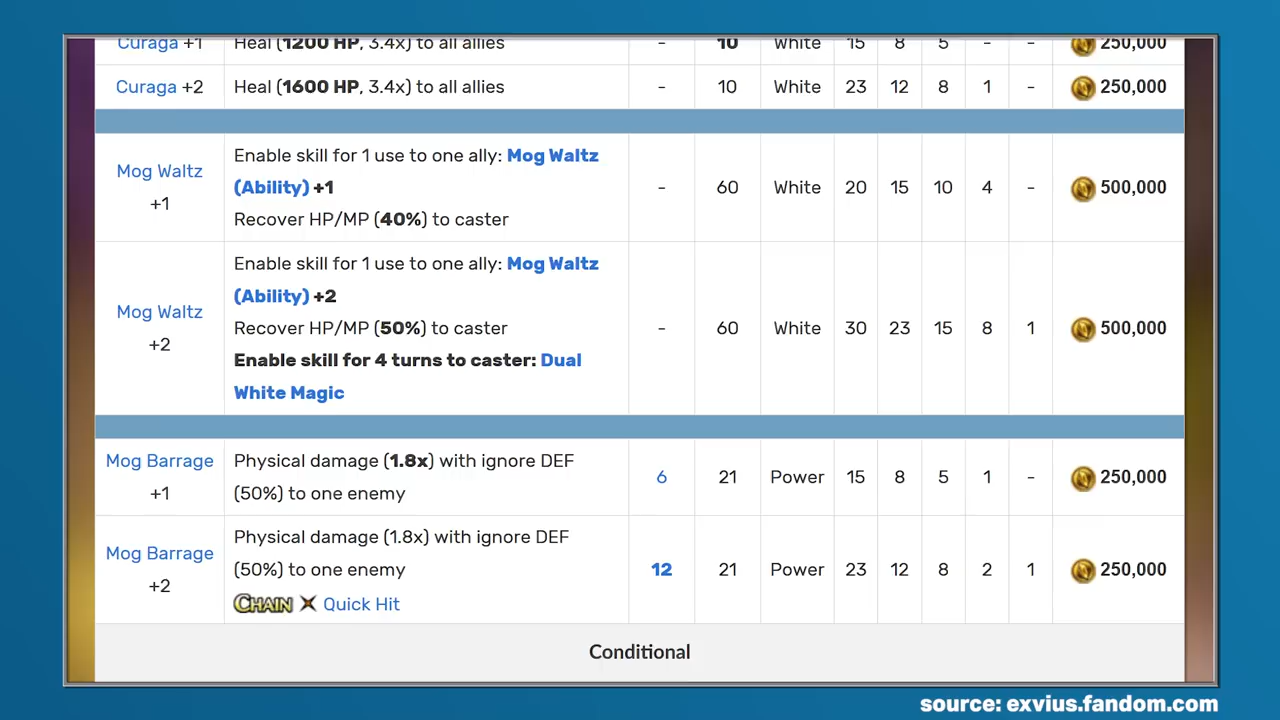 Curaga +1 Heal (1200 HP, 3.4x) to all allies - 10 White 15 8 5 - - 250,000
Curaga +2 Heal (1600 HP, 3.4x) to all allies - 10 White 23 12 8 1 - 250,000
Enable skill for 1 use to one ally: Mog Waltz
Mog Waltz
(Ability) +1 - 60 White 20 15 10 4 - 500,000
+1
Recover HP/MP (40%) to caster
Enable skill for 1 use to one ally: Mog Waltz
(Ability) +2
Mog Waltz
Recover HP/MP (50%) to caster - 60 White 30 23 15 8 1 500,000
+2
Enable skill for 4 turns to caster: Dual
White Magic
Mog Barrage Physical damage (1.8x) with ignore DEF
6 21 Power 15 8 5 1 - 250,000
+1 (50%) to one enemy
Physical damage (1.8x) with ignore DEF
Mog Barrage
(50%) to one enemy 12 21 Power 23 12 8 2 1 250,000
+2
CHAIN Quick Hit
Conditional
source: exvius.fandom.com